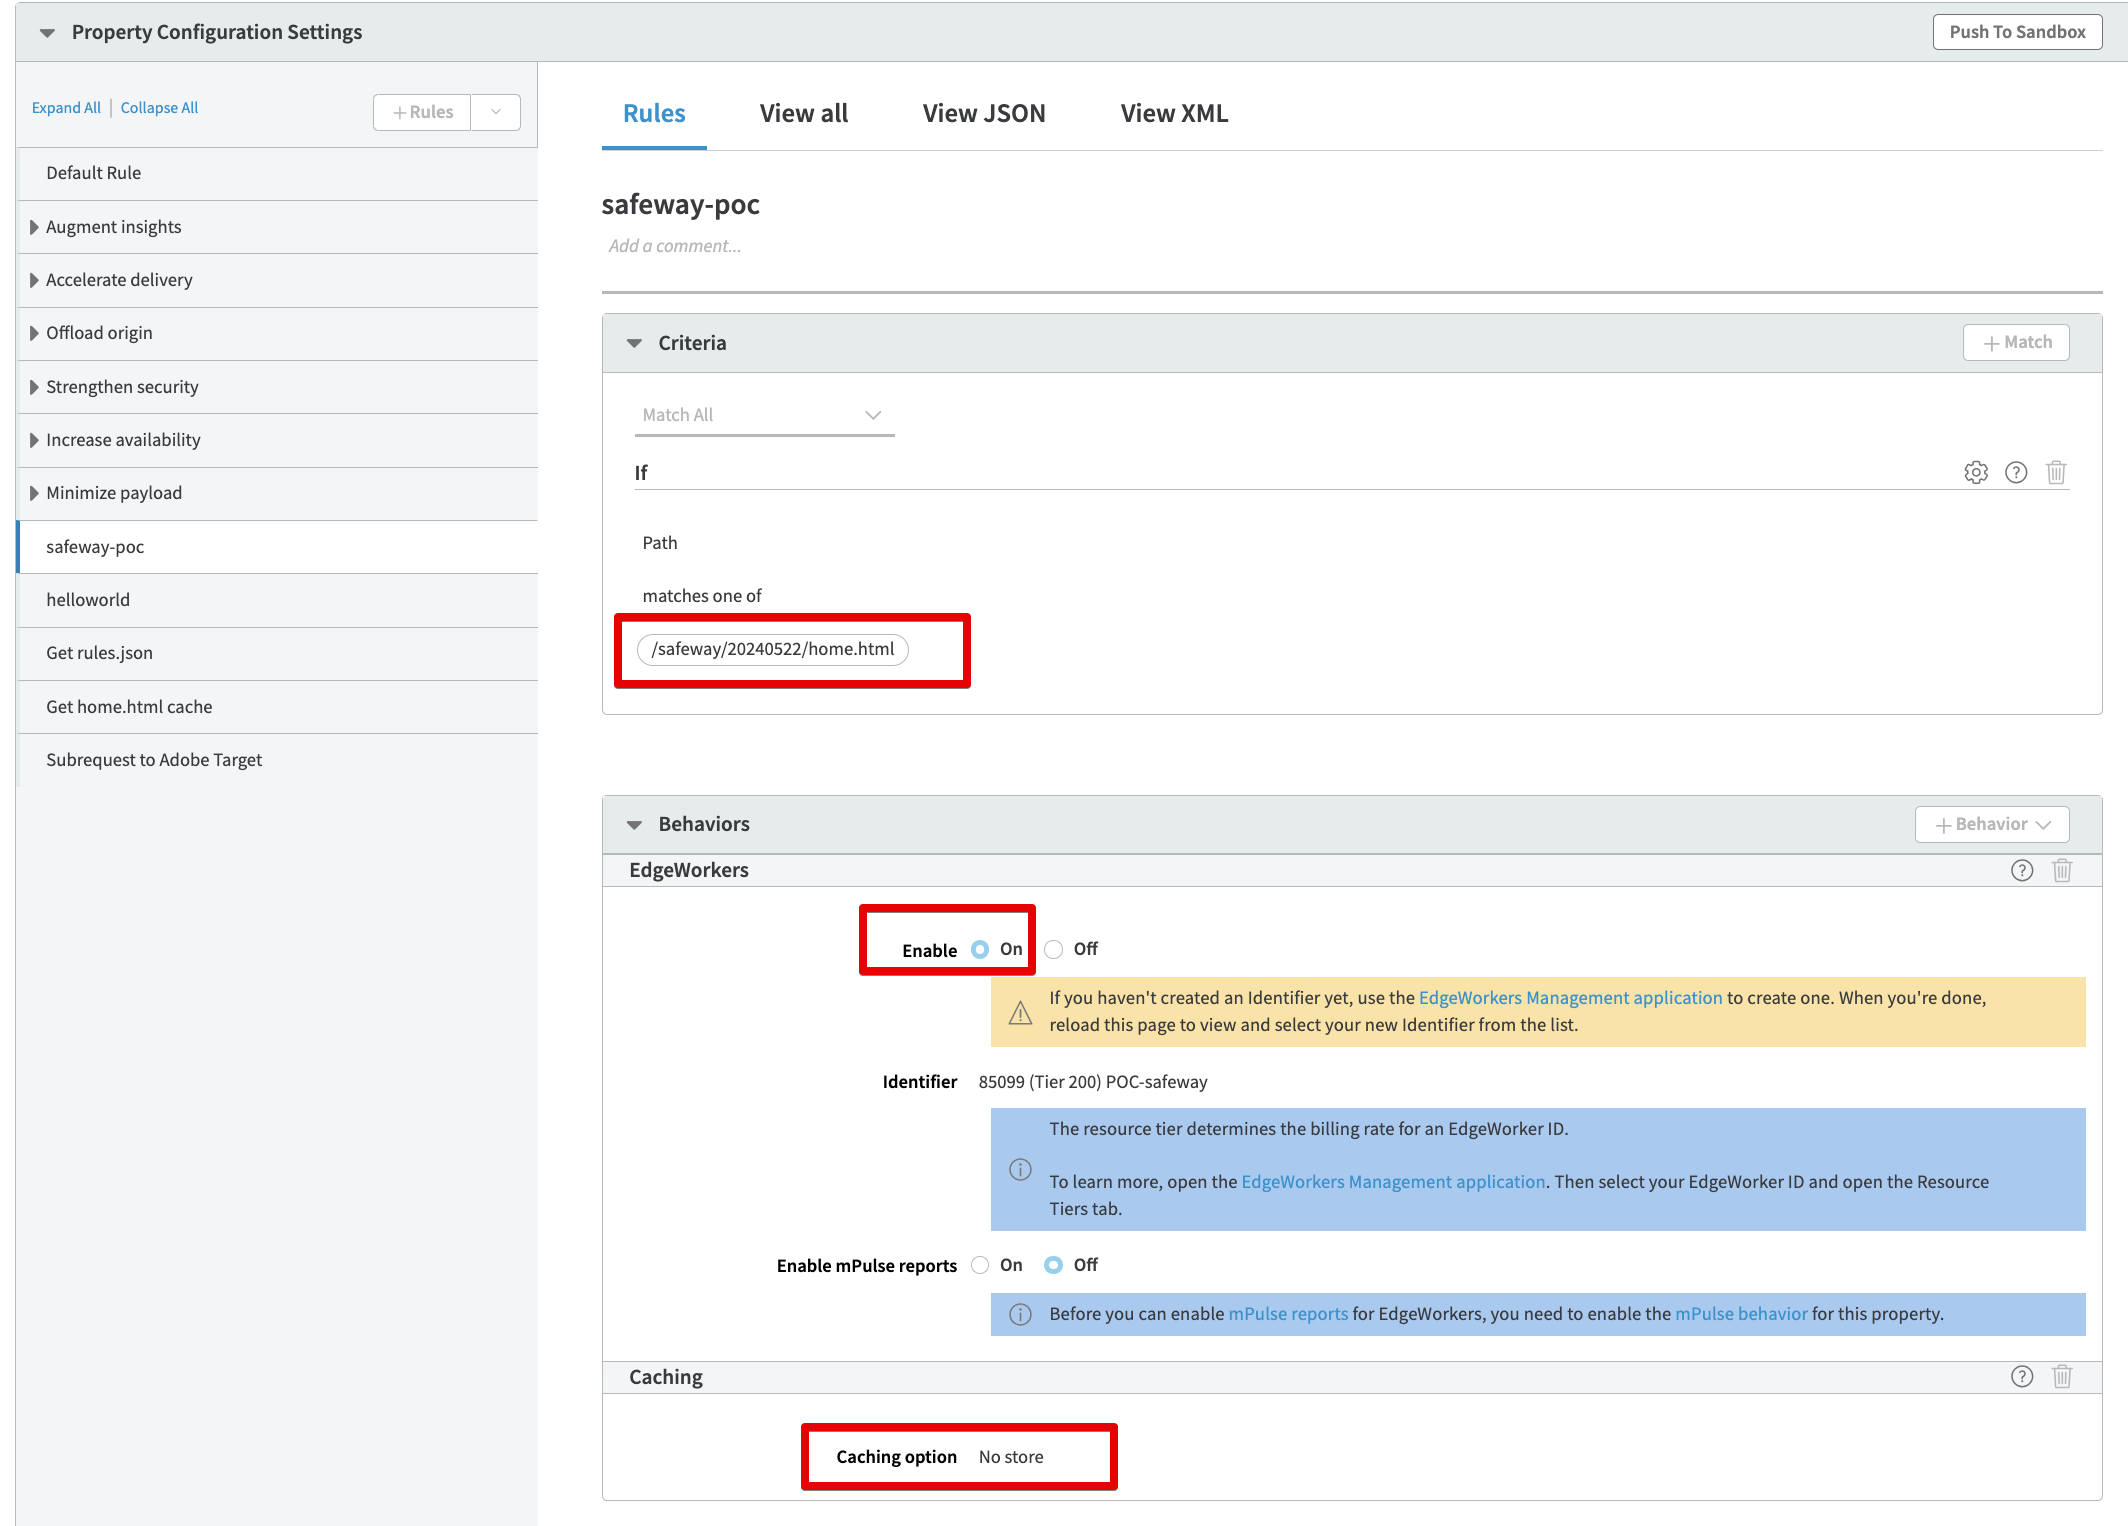 Property Configuration Settings
Push To Sandbox
Expand All | Collapse All
+ Rules
Default Rule
Augment insights
Accelerate delivery
Offload origin
Strengthen security
Increase availability
Minimize payload
safeway-poc
helloworld
Get rules.json
Get home.html cache
Subrequest to Adobe Target
Rules
View all
View JSON
View XML
safeway-poc
Add a comment...
Criteria
+ Match
Match All
If
Path
matches one of
/safeway/20240522/home.html
Behaviors
+ Behavior
EdgeWorkers
Enable On Off
If you haven't created an Identifier yet, use the EdgeWorkers Management application to create one. When you're done,
reload this page to view and select your new Identifier from the list.
Identifier 85099 (Tier 200) POC-safeway
The resource tier determines the billing rate for an EdgeWorker ID.
To learn more, open the EdgeWorkers Management application. Then select your EdgeWorker ID and open the Resource
Tiers tab.
Enable mPulse reports On Off
Before you can enable mPulse reports for EdgeWorkers, you need to enable the mPulse behavior for this property.
Caching
Caching option No store